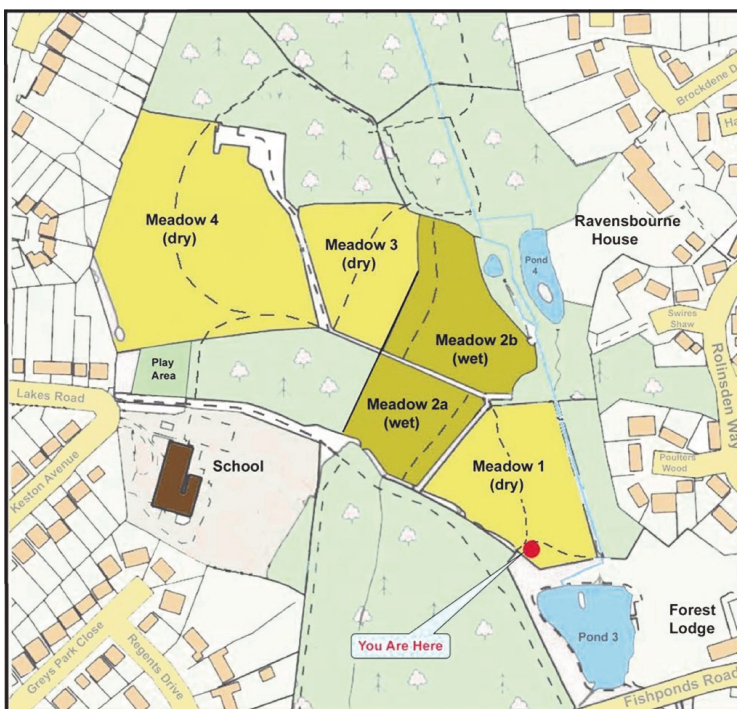 Brockdene D
Ha
Meadow 4
(dry)
Meadow 3
(dry)
Ravensbourne
House
Pond
4
Swires
Shaw
Meadow 2b
(wet)
Rolinsden Way
Play
Area
Lakes Road
Meadow 2a
(wet)
Keston Avenue
School
Meadow 1
(dry)
Poulters
Wood
You Are Here
Pond 3
Forest
Lodge
Greys Park Close
Regents Drive
Fishponds Road